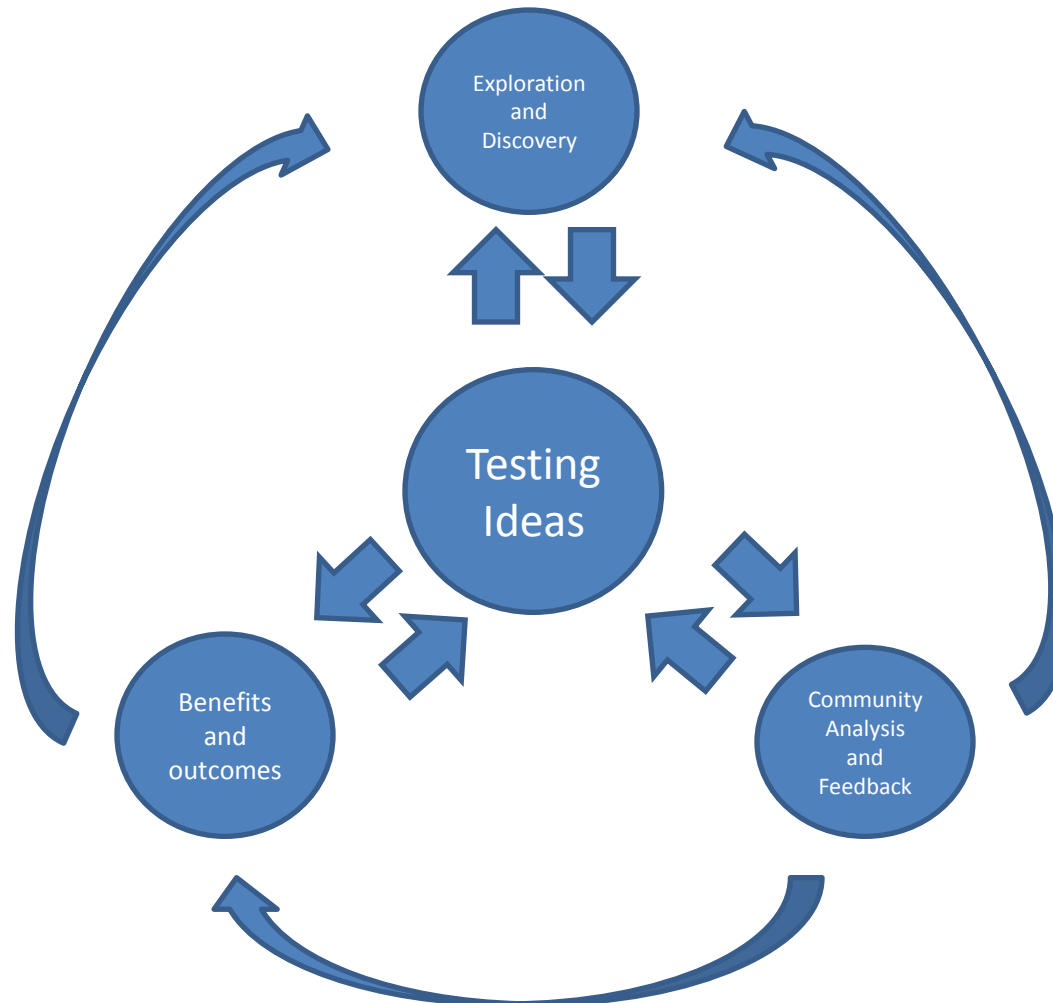 Exploration
and
Discovery
Testing
Ideas
Benefits
and
outcomes
Community
Analysis
and
Feedback